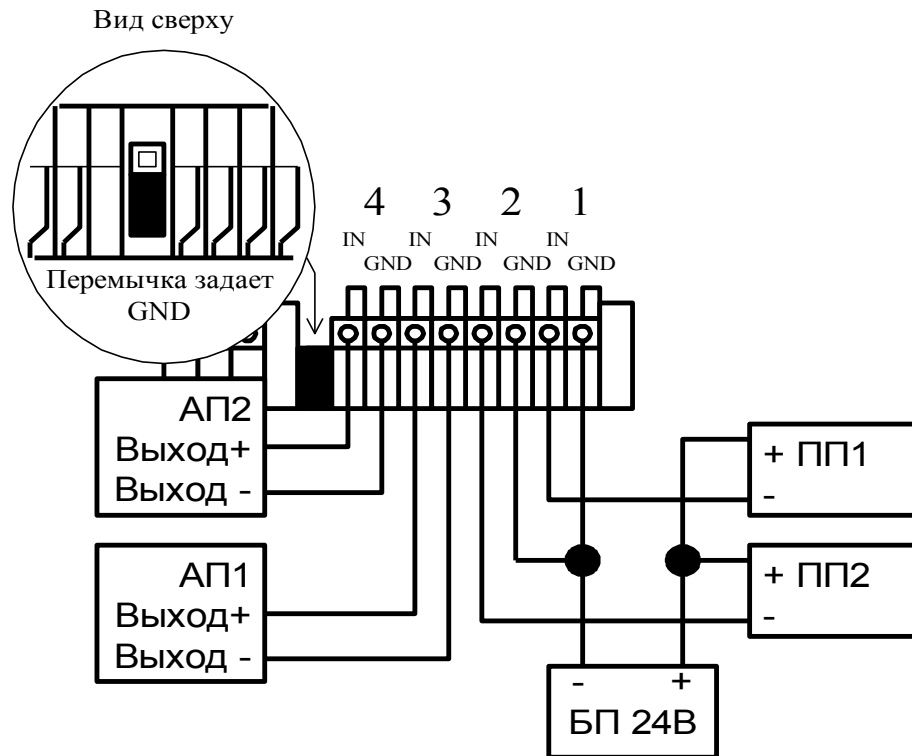 Вид сверху
Перемычка задает
GND
4 3 2 1
IN IN IN IN
GND GND GND GND
АП2
Выход+
Выход -
АП1
Выход+
Выход -
+ ПП1
-
+ ПП2
-
- +
БП 24В